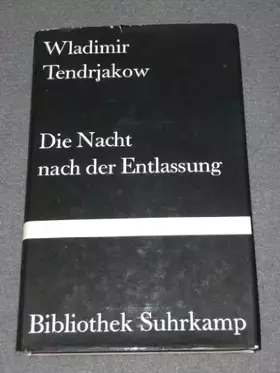 Wladimir
Tendrjakow
Die Nacht
nach der Entlassung
Bibliothek Suhrkamp